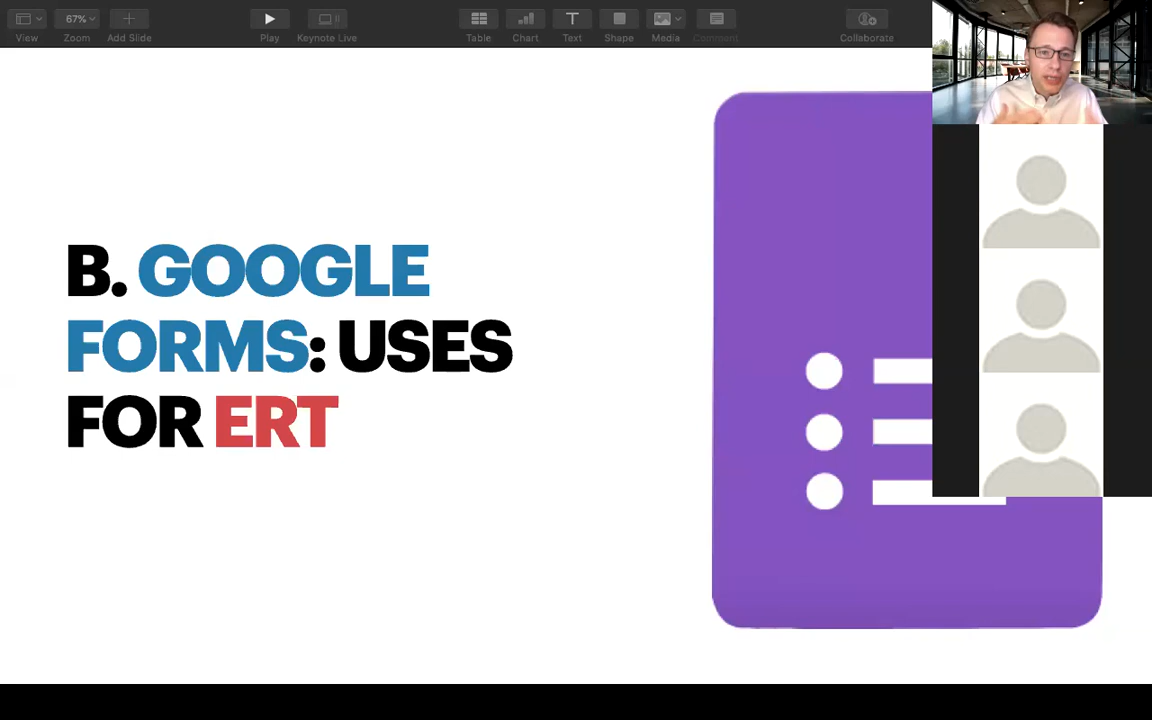 67%
View
Zoom
Add Slide
Play
Keynote Live
Table
Chart
Text
Shape
Media
Comment
Collaborate
B. GOOGLE
FORMS: USES
FOR ERT